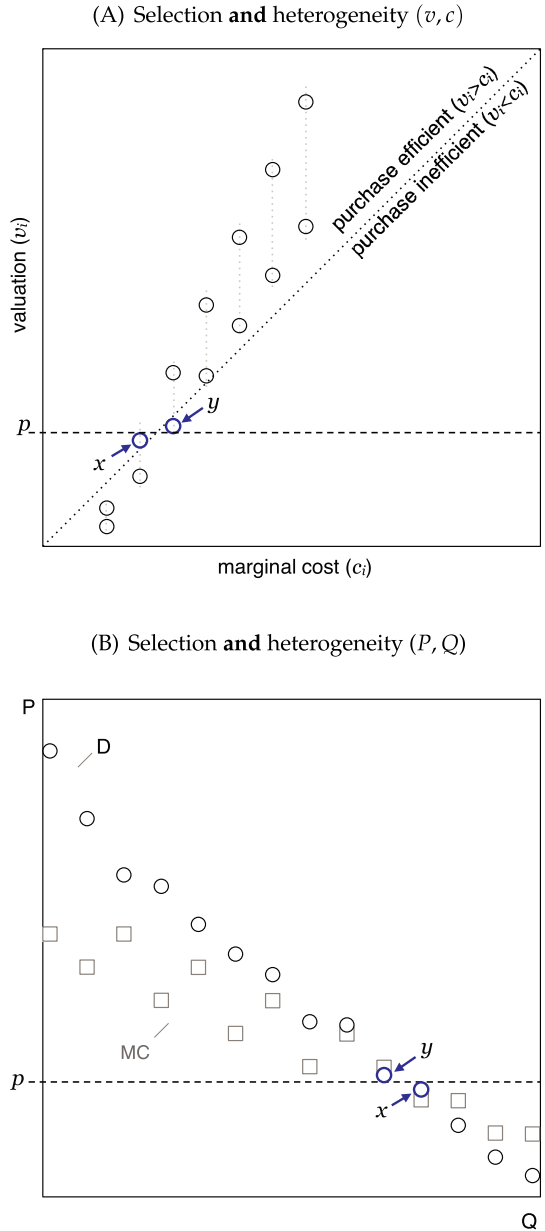 (A) Selection and heterogeneity (v, c)
purchase efficient (vᵢ>cᵢ)
purchase inefficient (vᵢ<cᵢ)
valuation (vᵢ)
y
p
x
marginal cost (cᵢ)
(B) Selection and heterogeneity (P, Q)
P
D
MC
y
p
x
Q